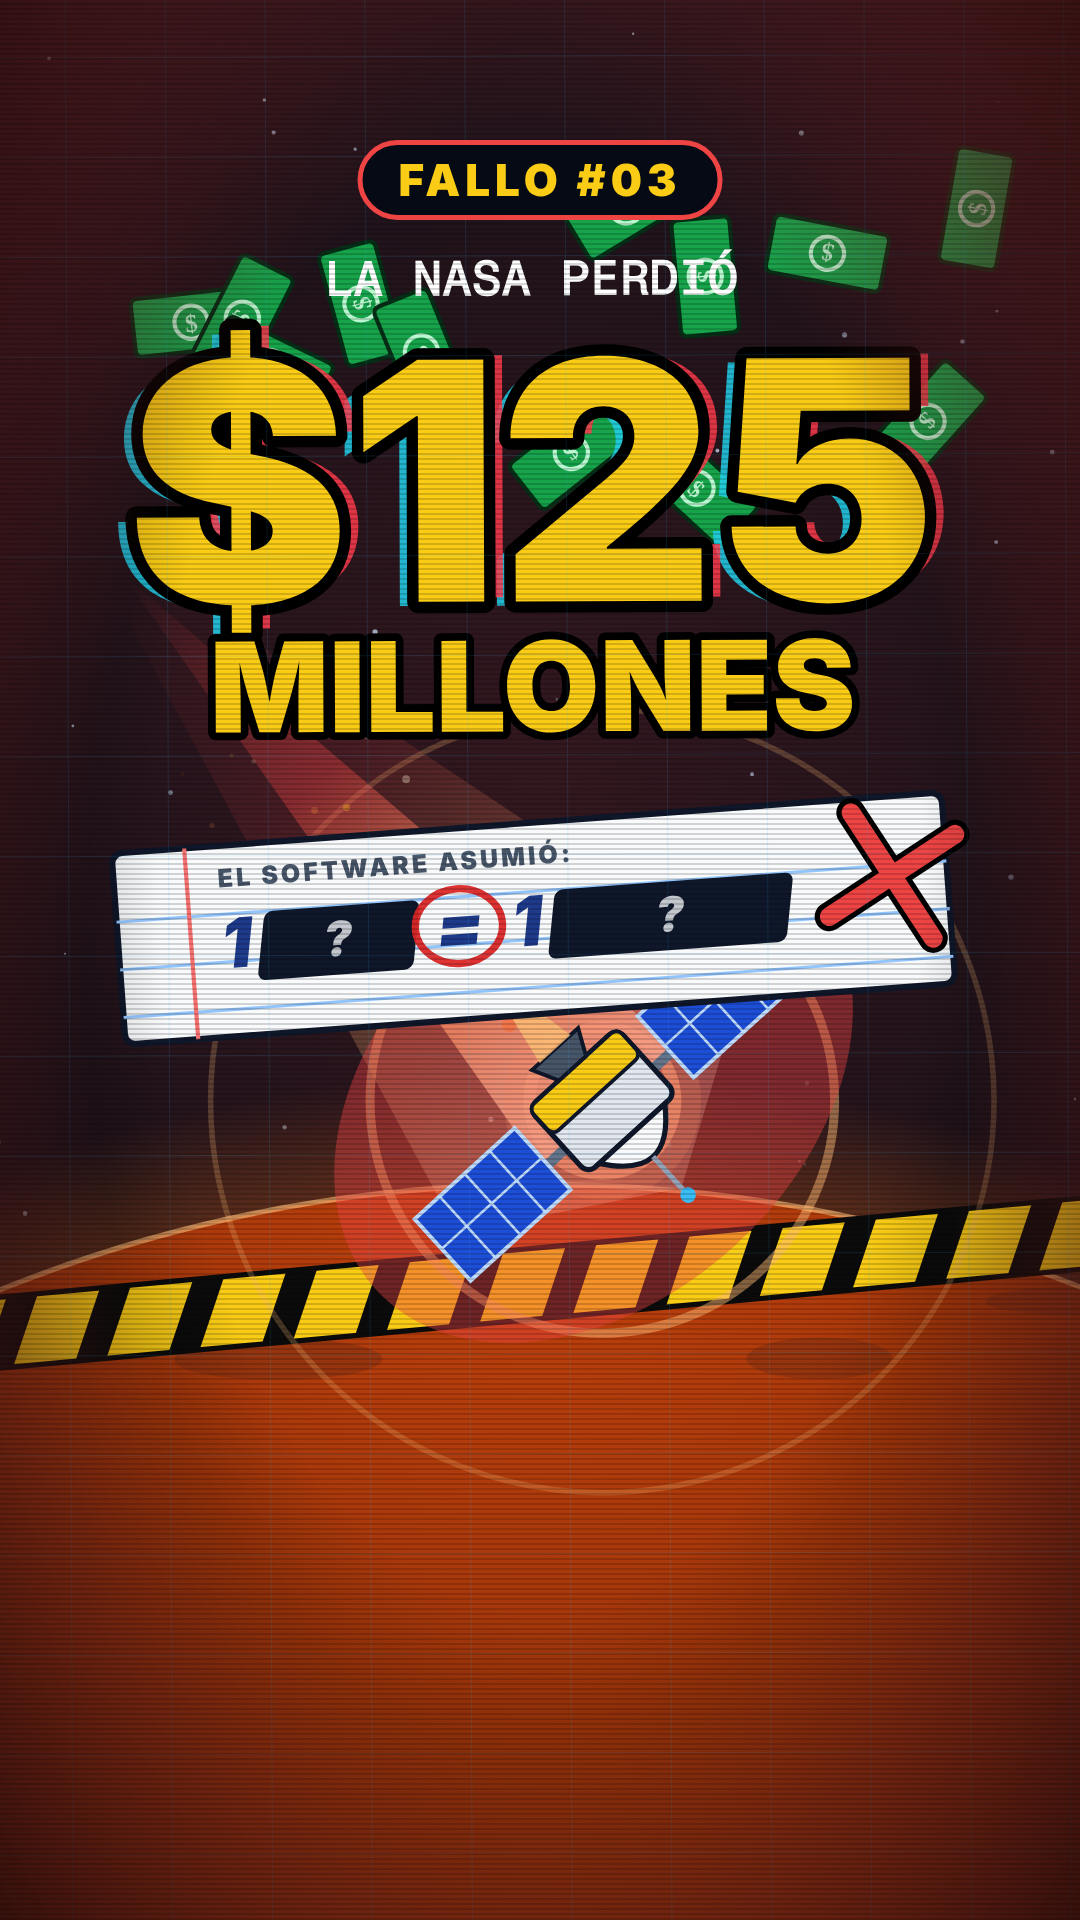 FALLO #03
LA NASA PERDIÓ
$125
MILLONES
EL SOFTWARE ASUMIÓ:
1 ? = 1 ?